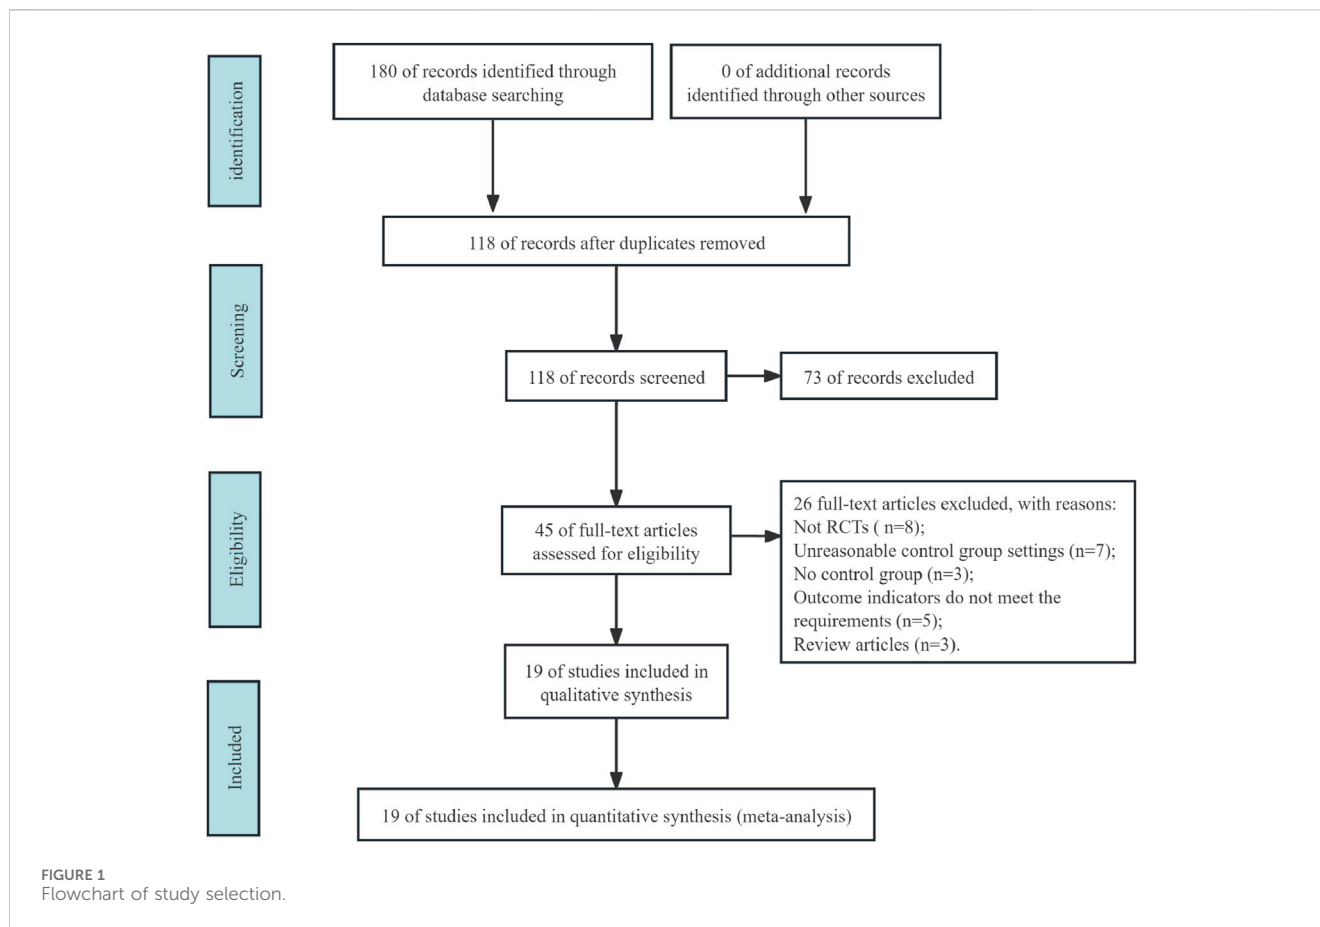 identification
180 of records identified through
database searching
0 of additional records
identified through other sources
118 of records after duplicates removed
Screening
118 of records screened
73 of records excluded
Eligibility
45 of full-text articles
assessed for eligibility
26 full-text articles excluded, with reasons:
Not RCTs ( n=8);
Unreasonable control group settings (n=7);
No control group (n=3);
Outcome indicators do not meet the
requirements (n=5);
Review articles (n=3).
19 of studies included in
qualitative synthesis
Included
19 of studies included in quantitative synthesis (meta-analysis)
FIGURE 1
Flowchart of study selection.